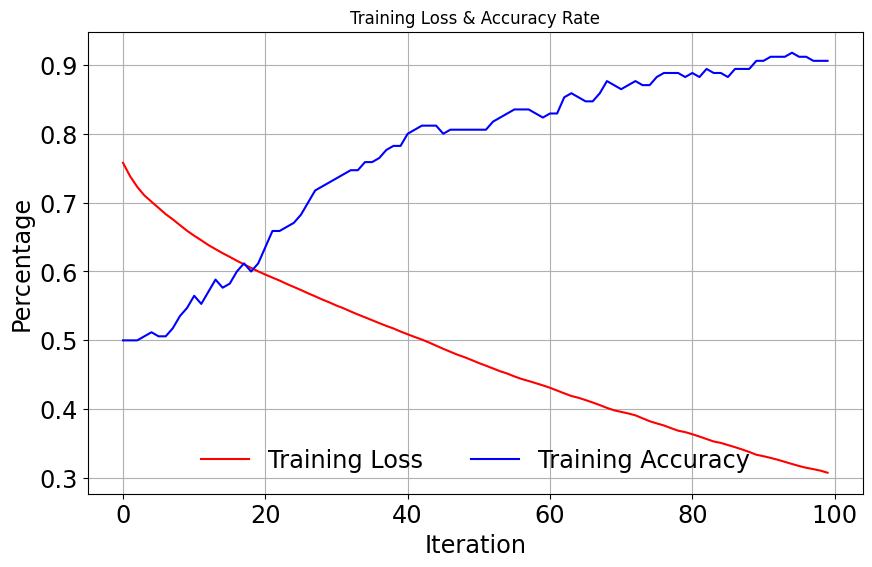 Training Loss & Accuracy Rate
0.9
0.8
0.7
0.6
0.5
0.4
0.3
Percentage
Training Loss
Training Accuracy
0 20 40 60 80 100
Iteration